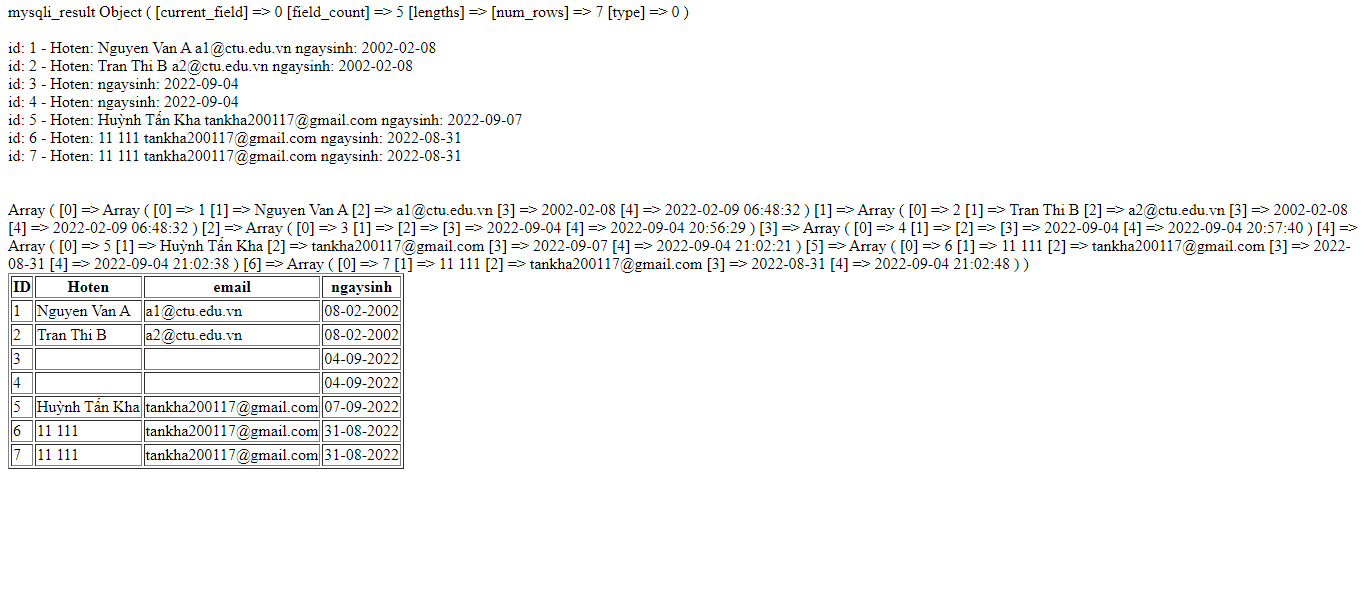 mysqli_result Object ( [current_field] => 0 [field_count] => 5 [lengths] => [num_rows] => 7 [type] => 0 )
id: 1 - Hoten: Nguyen Van A a1@ctu.edu.vn ngaysinh: 2002-02-08
id: 2 - Hoten: Tran Thi B a2@ctu.edu.vn ngaysinh: 2002-02-08
id: 3 - Hoten: ngaysinh: 2022-09-04
id: 4 - Hoten: ngaysinh: 2022-09-04
id: 5 - Hoten: Huỳnh Tấn Kha tankha200117@gmail.com ngaysinh: 2022-09-07
id: 6 - Hoten: 11 111 tankha200117@gmail.com ngaysinh: 2022-08-31
id: 7 - Hoten: 11 111 tankha200117@gmail.com ngaysinh: 2022-08-31
Array ( [0] => Array ( [0] => 1 [1] => Nguyen Van A [2] => a1@ctu.edu.vn [3] => 2002-02-08 [4] => 2022-02-09 06:48:32 ) [1] => Array ( [0] => 2 [1] => Tran Thi B [2] => a2@ctu.edu.vn [3] => 2002-02-08
[4] => 2022-02-09 06:48:32 ) [2] => Array ( [0] => 3 [1] => [2] => [3] => 2022-09-04 [4] => 2022-09-04 20:56:29 ) [3] => Array ( [0] => 4 [1] => [2] => [3] => 2022-09-04 [4] => 2022-09-04 20:57:40 ) [4] =>
Array ( [0] => 5 [1] => Huỳnh Tấn Kha [2] => tankha200117@gmail.com [3] => 2022-09-07 [4] => 2022-09-04 21:02:21 ) [5] => Array ( [0] => 6 [1] => 11 111 [2] => tankha200117@gmail.com [3] => 2022-
08-31 [4] => 2022-09-04 21:02:38 ) [6] => Array ( [0] => 7 [1] => 11 111 [2] => tankha200117@gmail.com [3] => 2022-08-31 [4] => 2022-09-04 21:02:48 ) )
ID Hoten email ngaysinh
1 Nguyen Van A a1@ctu.edu.vn 08-02-2002
2 Tran Thi B a2@ctu.edu.vn 08-02-2002
3 04-09-2022
4 04-09-2022
5 Huỳnh Tấn Kha tankha200117@gmail.com 07-09-2022
6 11 111 tankha200117@gmail.com 31-08-2022
7 11 111 tankha200117@gmail.com 31-08-2022